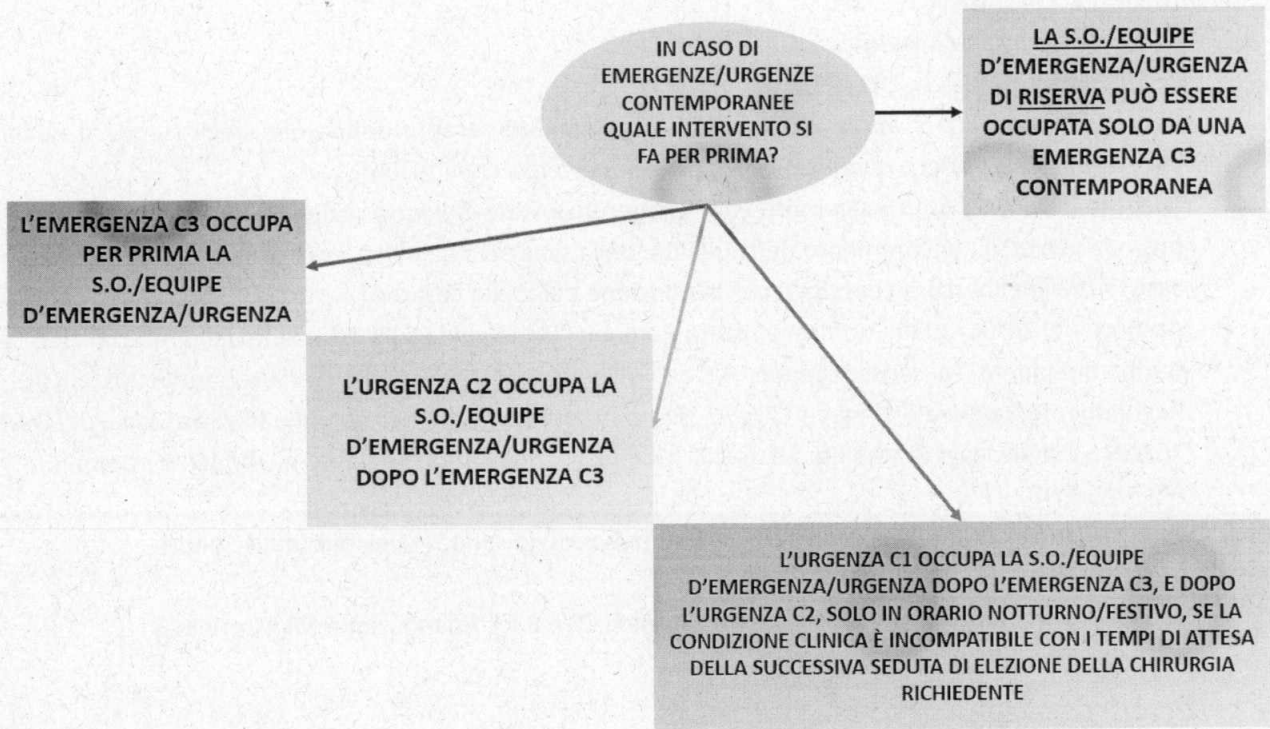 IN CASO DI
EMERGENZE/URGENZE
CONTEMPORANEE
QUALE INTERVENTO SI
FA PER PRIMA?
LA S.O./EQUIPE
D'EMERGENZA/URGENZA
DI RISERVA PUÒ ESSERE
OCCUPATA SOLO DA UNA
EMERGENZA C3
CONTEMPORANEA
L'EMERGENZA C3 OCCUPA
PER PRIMA LA
S.O./EQUIPE
D'EMERGENZA/URGENZA
L'URGENZA C2 OCCUPA LA
S.O./EQUIPE
D'EMERGENZA/URGENZA
DOPO L'EMERGENZA C3
L'URGENZA C1 OCCUPA LA S.O./EQUIPE
D'EMERGENZA/URGENZA DOPO L'EMERGENZA C3, E DOPO
L'URGENZA C2, SOLO IN ORARIO NOTTURNO/FESTIVO, SE LA
CONDIZIONE CLINICA È INCOMPATIBILE CON I TEMPI DI ATTESA
DELLA SUCCESSIVA SEDUTA DI ELEZIONE DELLA CHIRURGIA
RICHIEDENTE